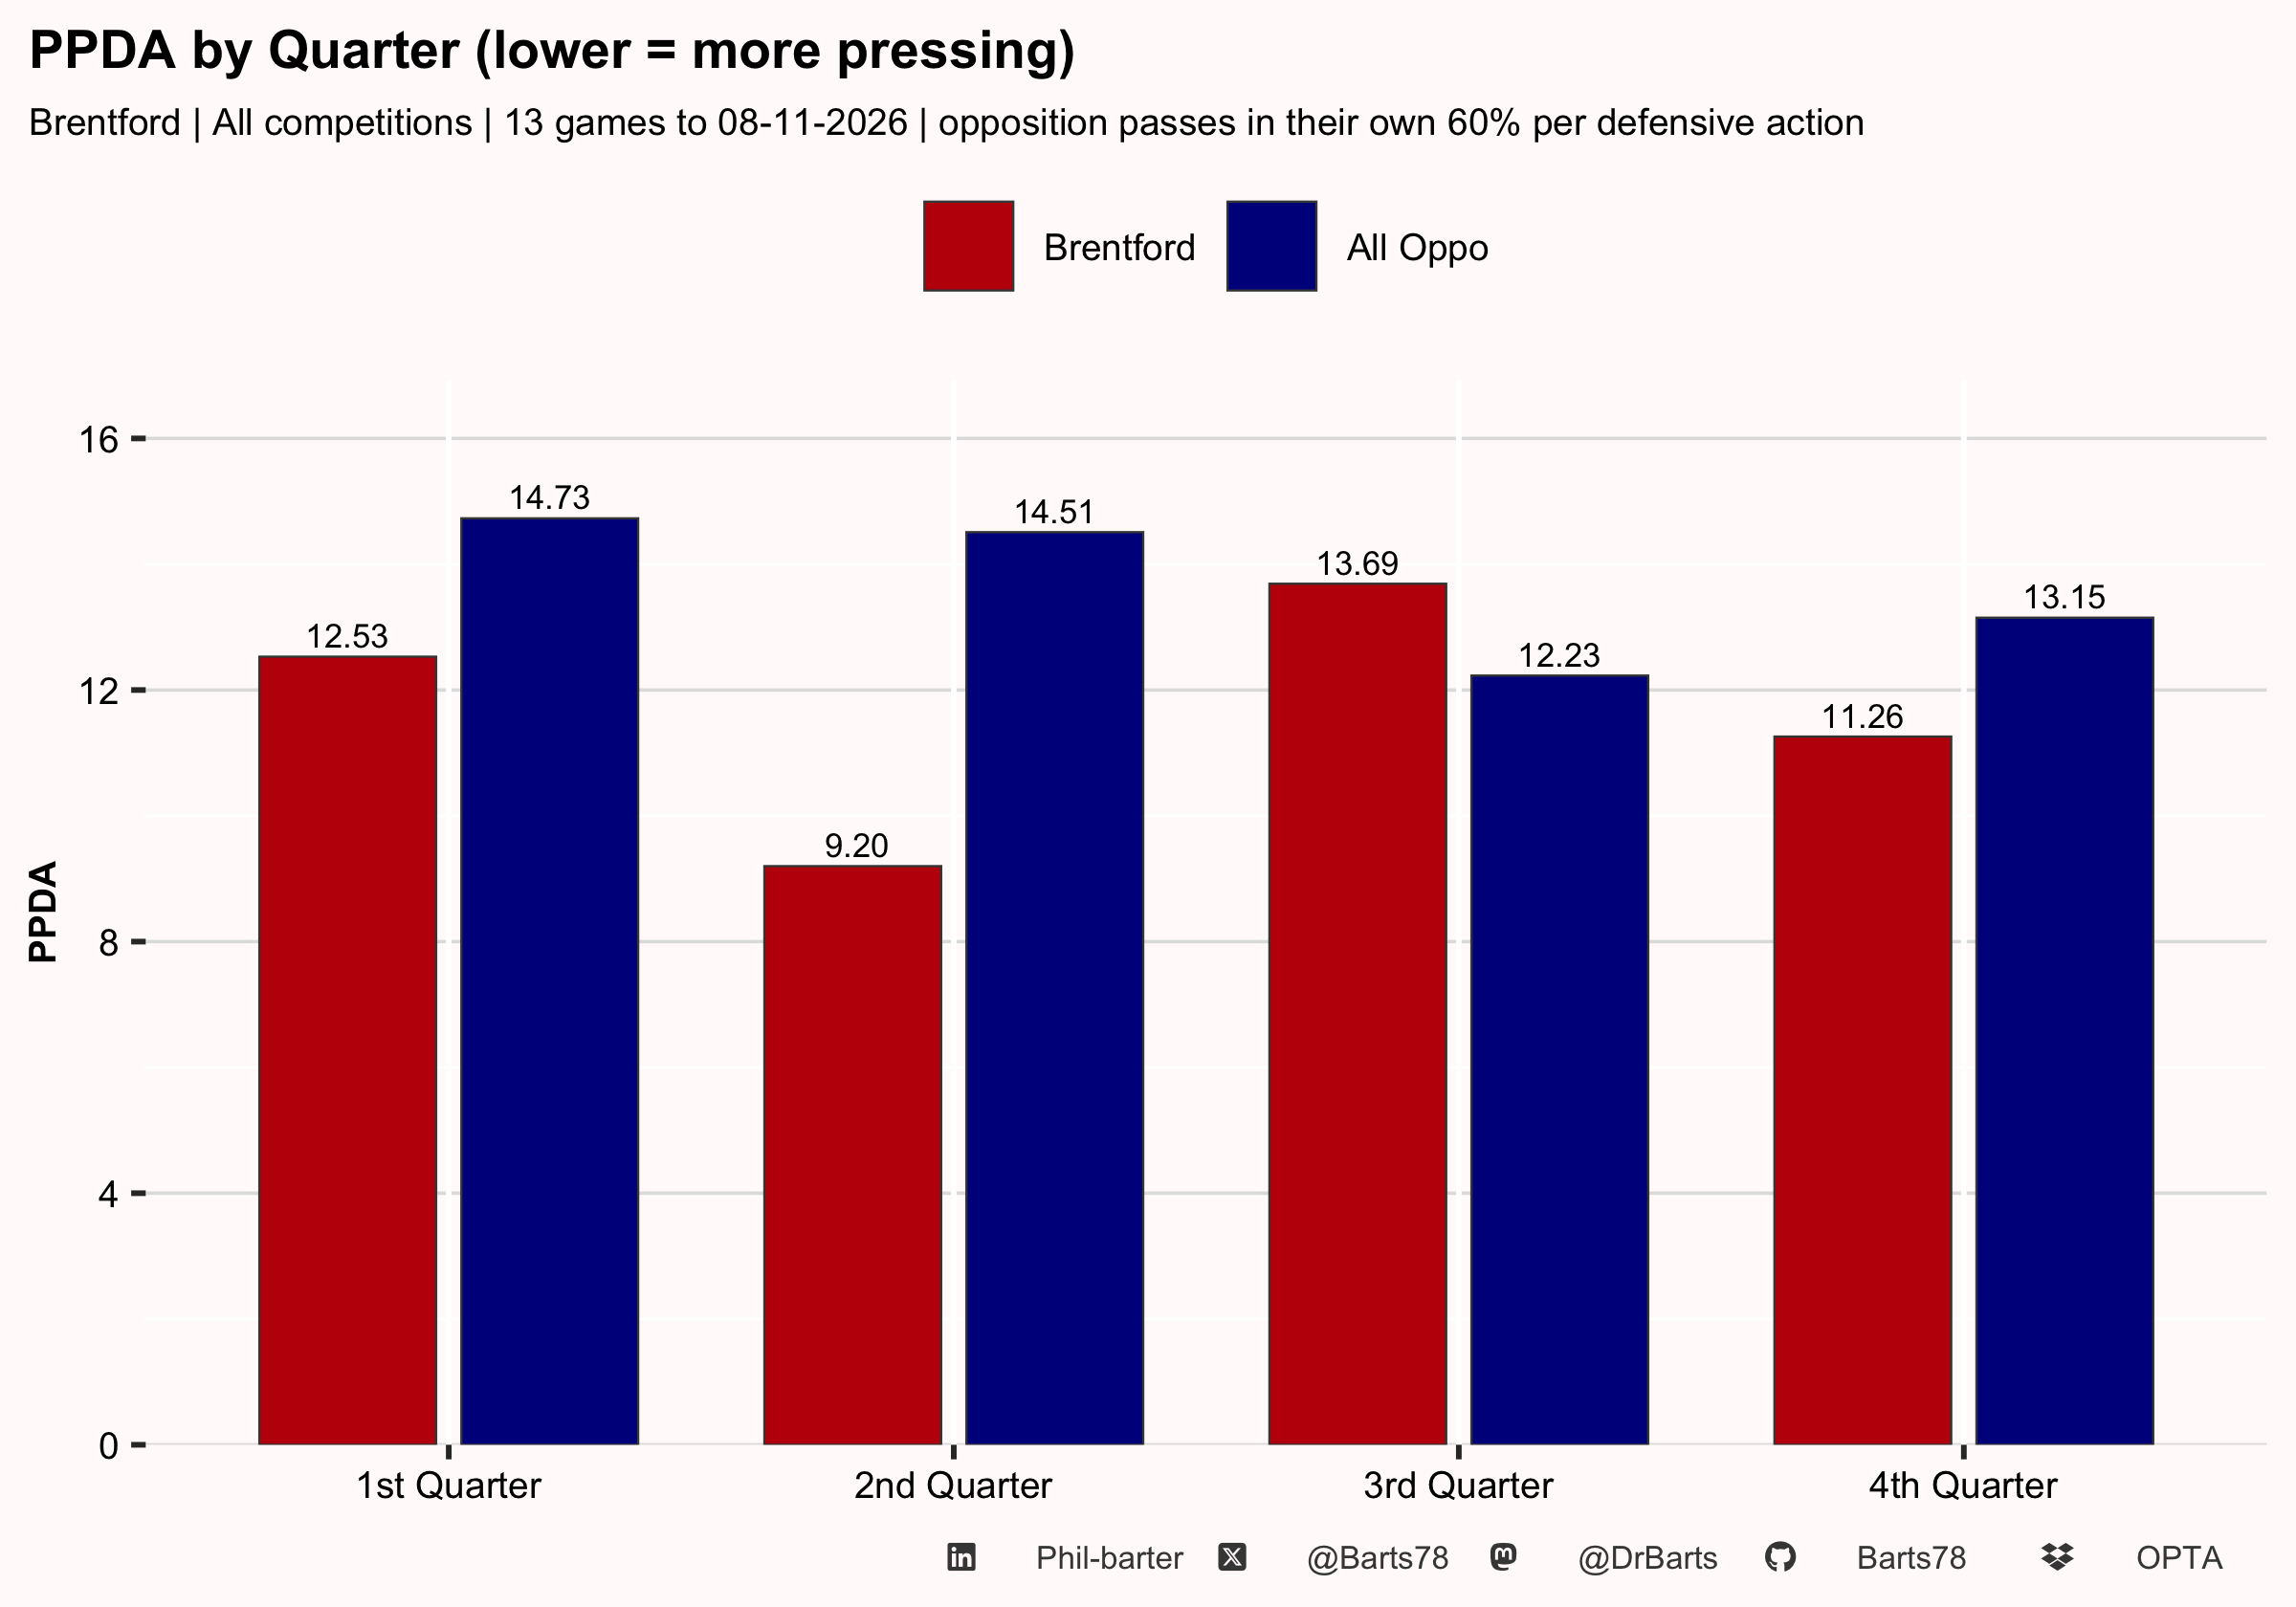 PPDA by Quarter (lower = more pressing)
Brentford | All competitions | 13 games to 08-11-2026 | opposition passes in their own 60% per defensive action
Brentford All Oppo
16
14.73
14.51
13.69
13.15
12.53
12.23
12
11.26
9.20
PPDA
8
4
0
1st Quarter 2nd Quarter 3rd Quarter 4th Quarter
Phil-barter @Barts78 @DrBarts Barts78 OPTA